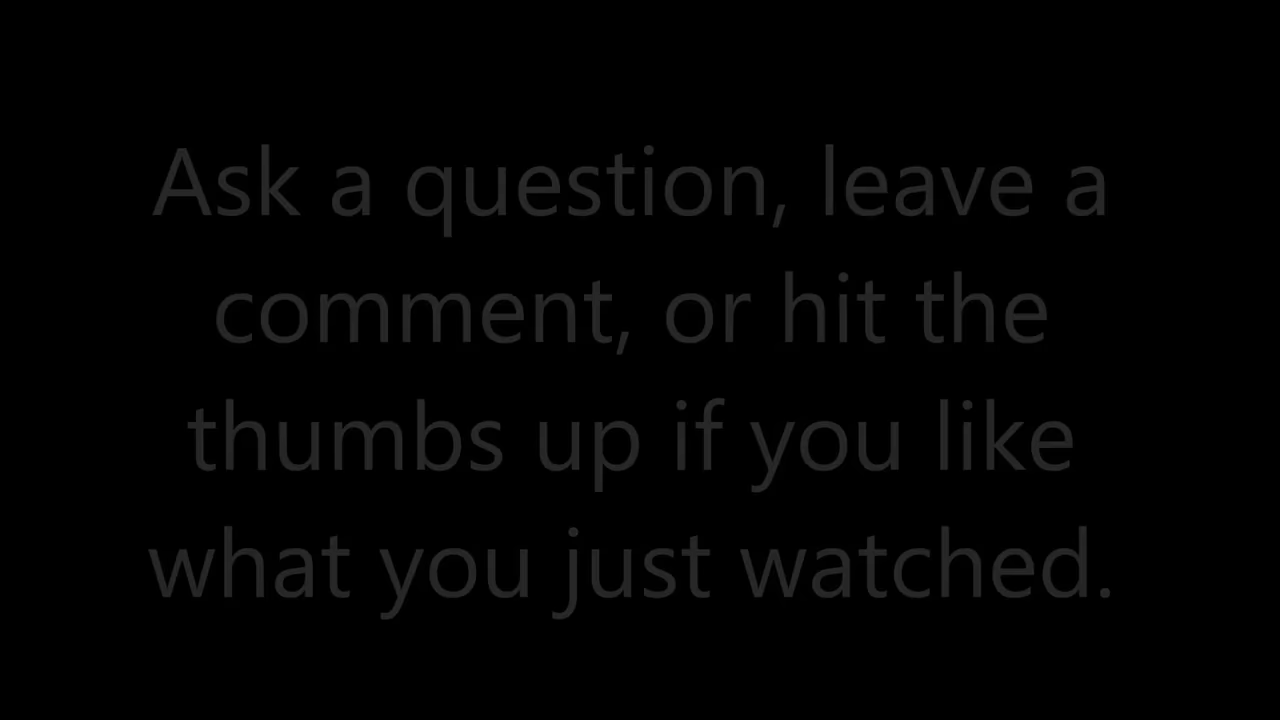 Ask a question, leave a
comment, or hit the
thumbs up if you like
what you just watched.